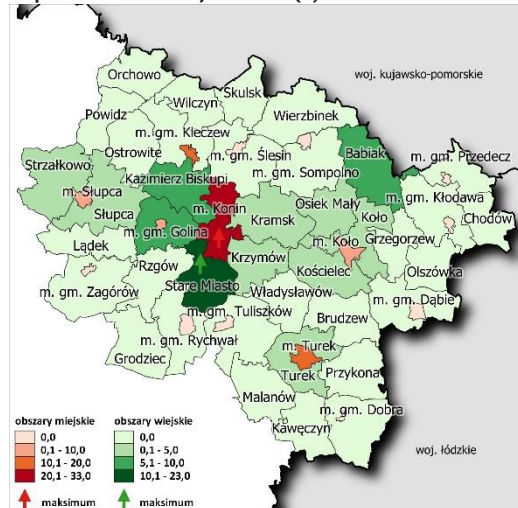 Orchowo
Skulsk
woj. kujawsko-pomorskie
Wilczyn
Wierzbinek
Powidz
m. gm. Kleczew
Ostrowite
m. gm. Ślesin
Babiak
m. gm. Przedecz
Strzałkowo
Kazimierz Biskupi
m. gm. Sompolno
m. Słupca
m. Konin
Osiek Mały
m. gm. Kłodawa
Słupca
Kramsk
Koło
Chodów
m. gm. Golina
m. Koło
Grzegorzew
Lądek
Rzgów
Krzymów
Kościelec
Olszówka
m. gm. Zagórów
Stare Miasto
Władysławów
m. gm. Dąbie
m. gm. Tuliszków
Brudzew
m. gm. Rychwał
m. Turek
Grodziec
Turek
Przykona
Malanów
m. gm. Dobra
Kawęczyn
woj. łódzkie
obszary miejskie
obszary wiejskie
0,0
0,0
0,1 - 10,0
0,1 - 5,0
10,1 - 20,0
5,1 - 10,0
20,1 - 33,0
10,1 - 23,0
maksimum
maksimum